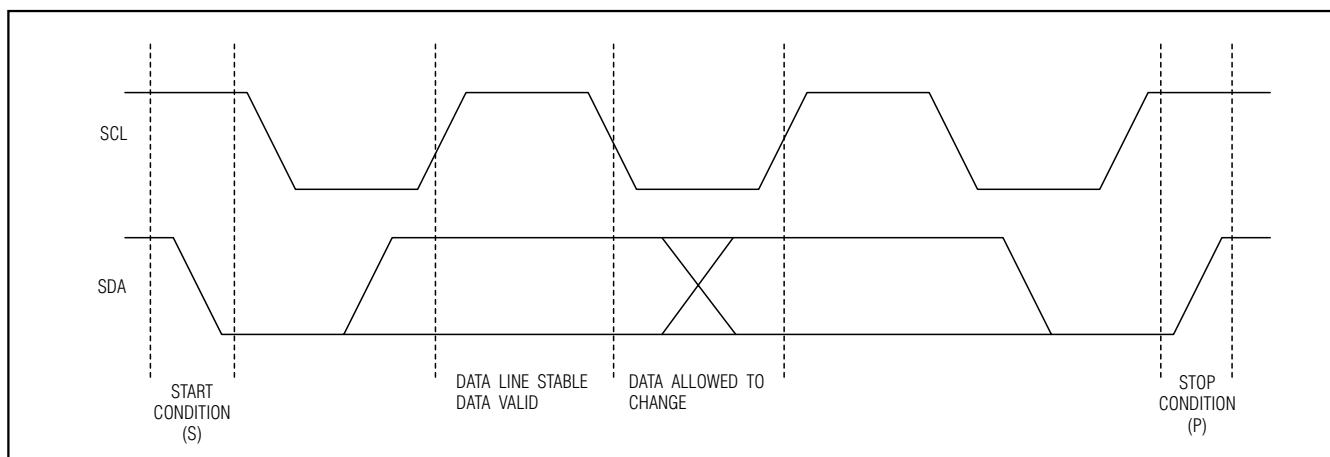 SCL
SDA
START
CONDITION
(S)
DATA LINE STABLE
DATA VALID
DATA ALLOWED TO
CHANGE
STOP
CONDITION
(P)